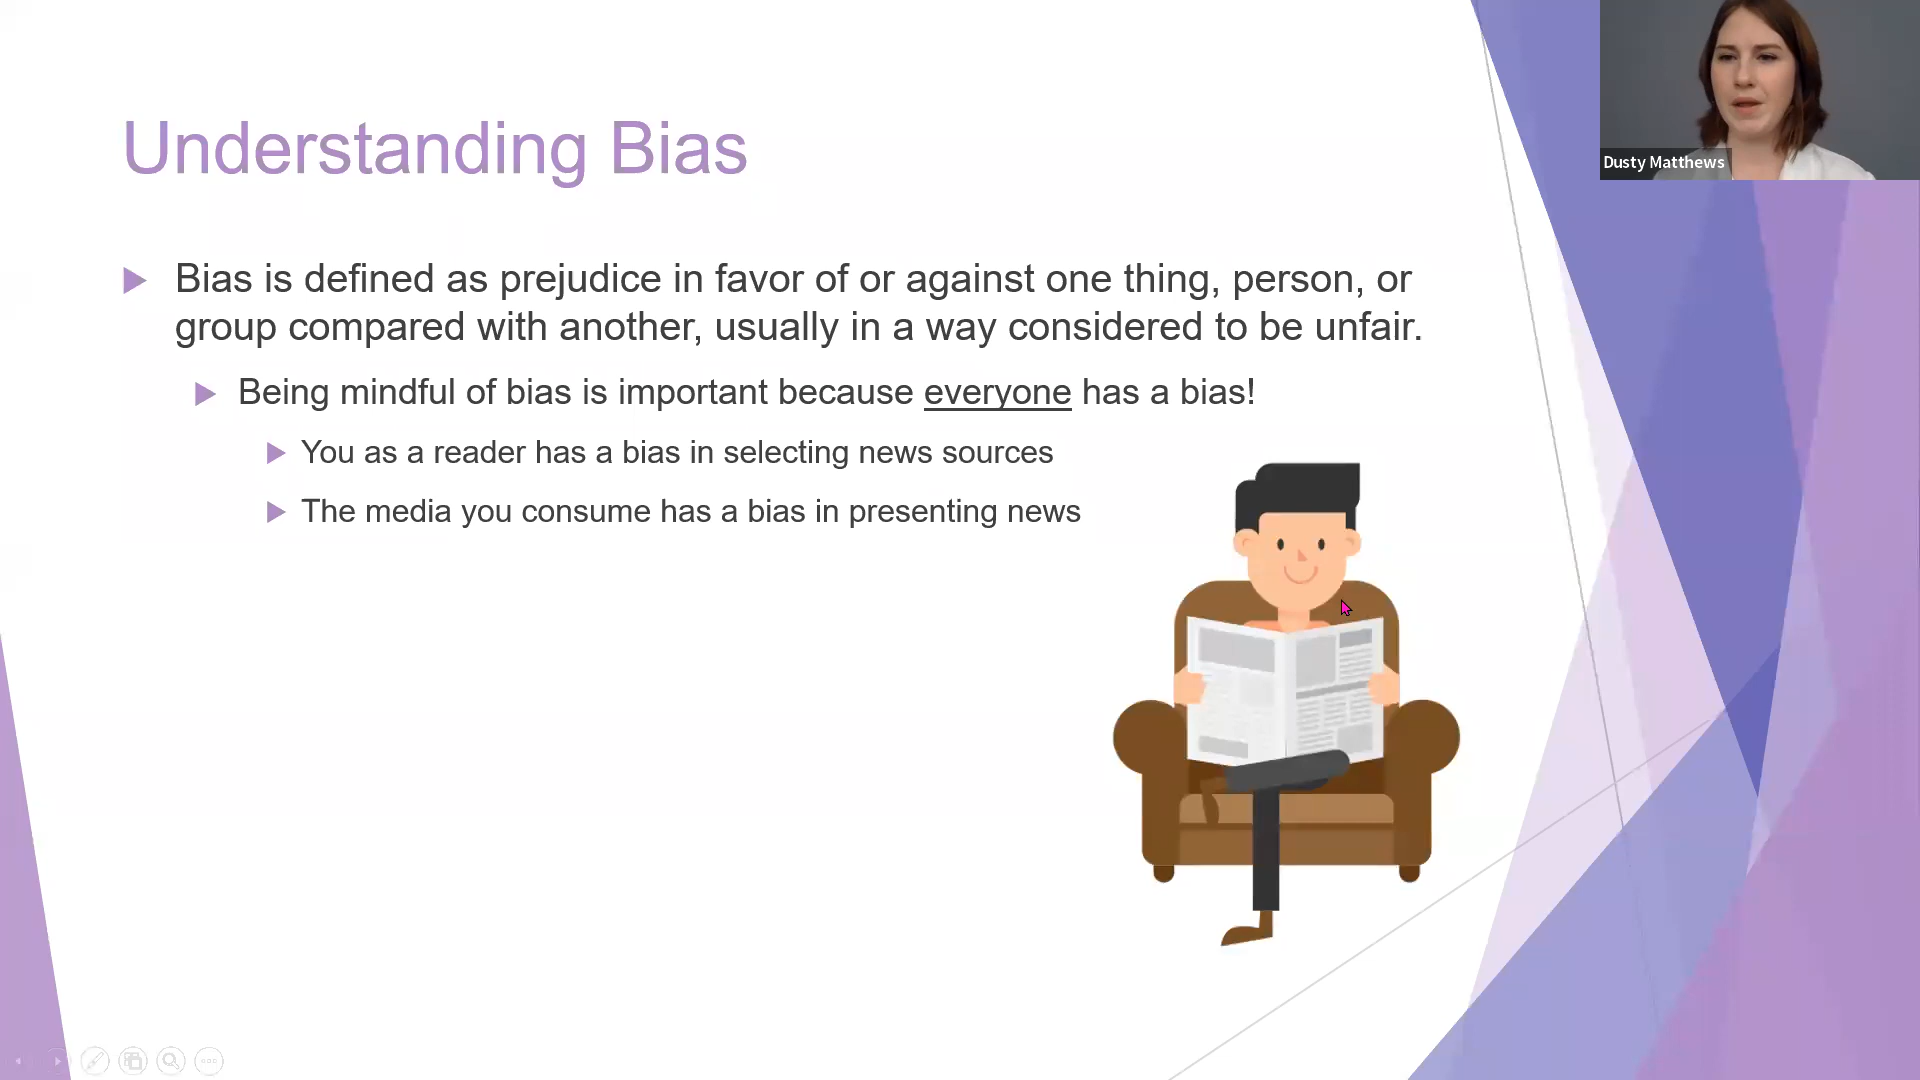 Understanding Bias
Bias is defined as prejudice in favor of or against one thing, person, or
group compared with another, usually in a way considered to be unfair.
Being mindful of bias is important because everyone has a bias!
You as a reader has a bias in selecting news sources
The media you consume has a bias in presenting news
Dusty Matthews